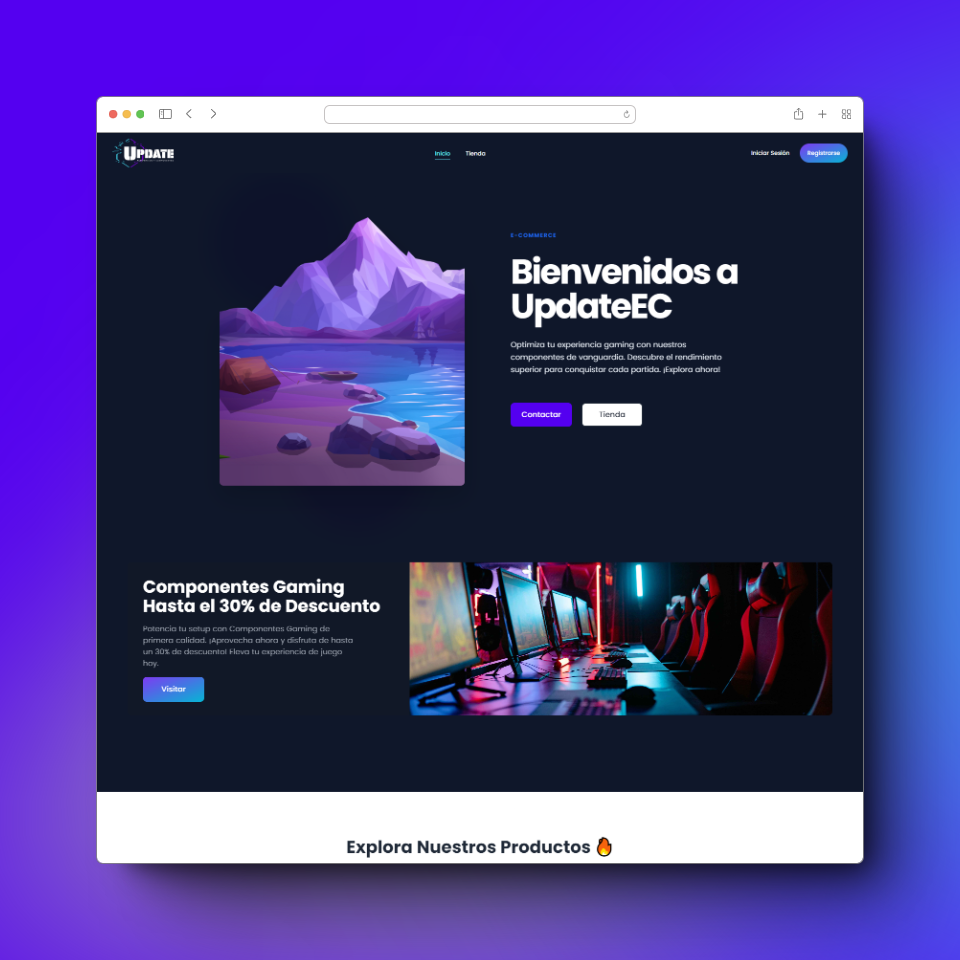 UPDATE
Inicio
Tienda
Iniciar Sesión
Registrarse
E-COMMERCE
Bienvenidos a
UpdateEC
Optimiza tu experiencia gaming con nuestros
componentes de vanguardia. Descubre el rendimiento
superior para conquistar cada partida. ¡Explora ahora!
Contactar
Tienda
Componentes Gaming
Hasta el 30% de Descuento
Potencia tu setup con Componentes Gaming de
primera calidad. ¡Aprovecha ahora y disfruta de hasta
un 30% de descuento! Eleva tu experiencia de juego
hoy.
Visitar
Explora Nuestros Productos 🔥